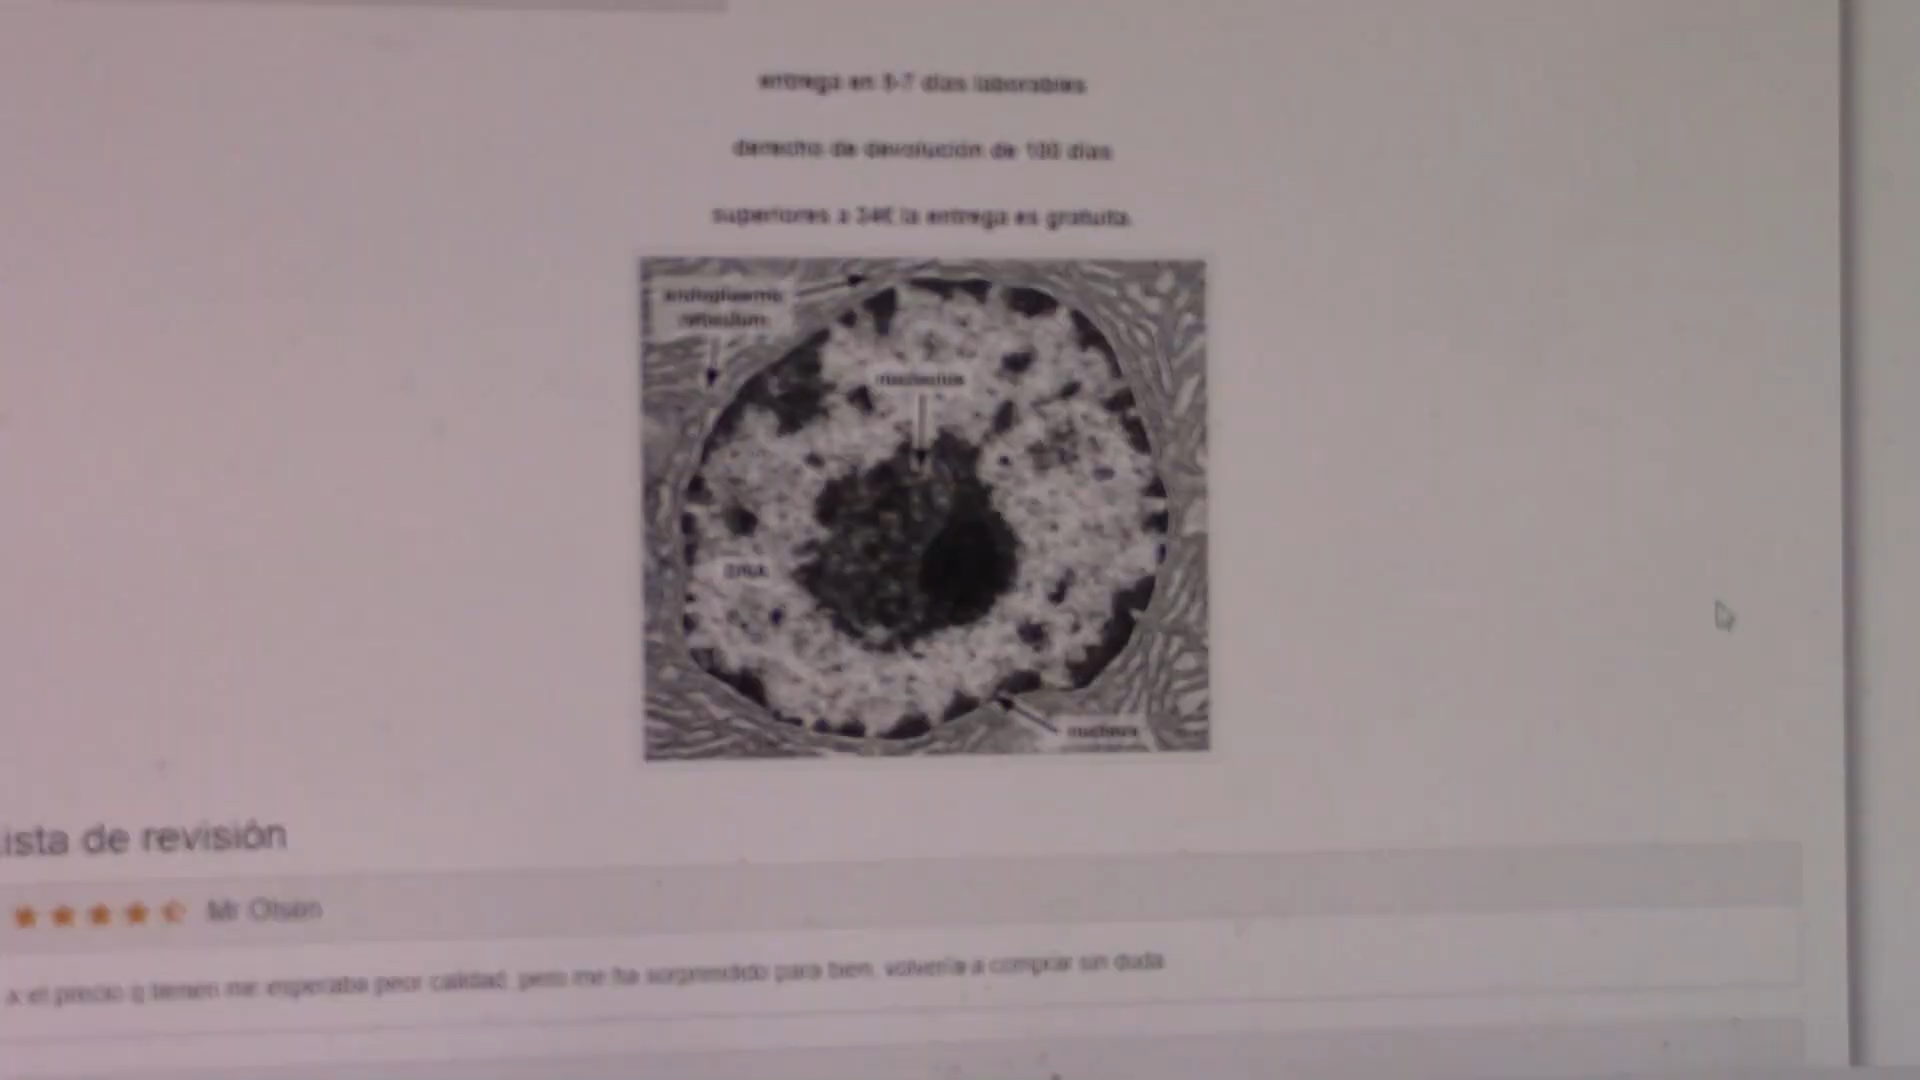 entrega en 5-7 días laborables
derecho de devolución de 100 días
superiores a 34€ la entrega es gratuita.
endoplasmic
reticulum
nucleolus
DNA
nucleus
ista de revisión
Mr Olsen
x el precio q tienen me esperaba peor calidad, pero me ha sorprendido para bien, volvería a comprar sin duda